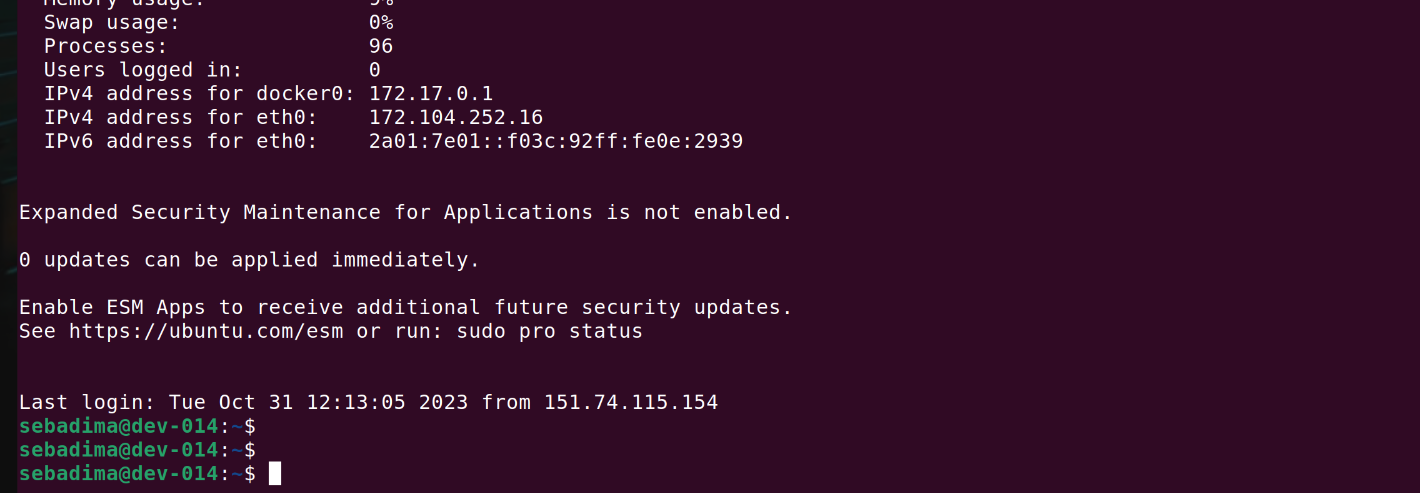 Memory usage: 9%
Swap usage: 0%
Processes: 96
Users logged in: 0
IPv4 address for docker0: 172.17.0.1
IPv4 address for eth0: 172.104.252.16
IPv6 address for eth0: 2a01:7e01::f03c:92ff:fe0e:2939
Expanded Security Maintenance for Applications is not enabled.
0 updates can be applied immediately.
Enable ESM Apps to receive additional future security updates.
See https://ubuntu.com/esm or run: sudo pro status
Last login: Tue Oct 31 12:13:05 2023 from 151.74.115.154
sebadima@dev-014:~$
sebadima@dev-014:~$
sebadima@dev-014:~$